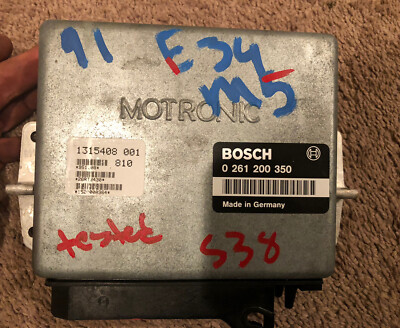 91 E34
M5
MOTRONIC
1315408 001
810
BOSCH
0 261 200 350
Made in Germany
tested
S38